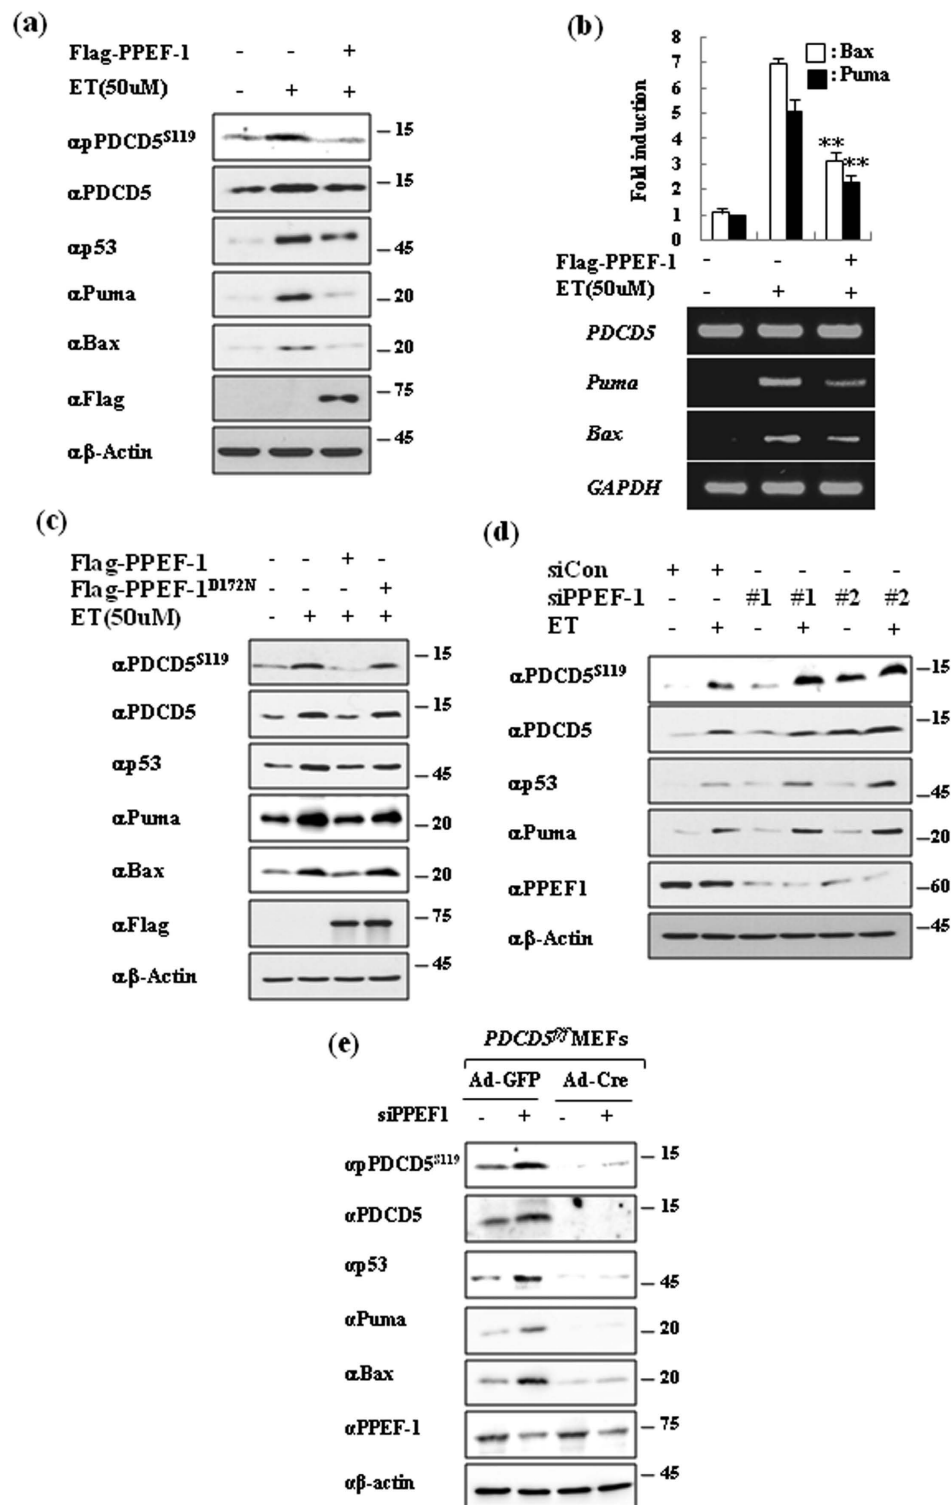 (a)
Flag-PPEF-1 - - +
ET(50uM) - + +
αpPDCD5S119 15
αPDCD5 15
αp53 45
αPuma 20
αBax 20
αFlag 75
αβ-Actin 45
(b)
Fold induction
8
7
6
5
4
3
2
1
0
: Bax
: Puma
**
**
Flag-PPEF-1 - - +
ET(50uM) - + +
PDCD5
Puma
Bax
GAPDH
(c)
Flag-PPEF-1 - - + -
Flag-PPEF-1D172N - - - +
ET(50uM) - + + +
αPDCD5S119 15
αPDCD5 15
αp53 45
αPuma 20
αBax 20
αFlag 75
αβ-Actin 45
(d)
siCon + + - - - -
siPPEF-1 - - #1 #1 #2 #2
ET - + - + - +
αPDCD5S119 15
αPDCD5 15
αp53 45
αPuma 20
αPPEF1 60
αβ-Actin 45
(e)
PDCD5f/f MEFs
Ad-GFP Ad-Cre
siPPEF1 - + - +
αpPDCD5S119 15
αPDCD5 15
αp53 45
αPuma 20
αBax 20
αPPEF-1 75
αβ-actin 45